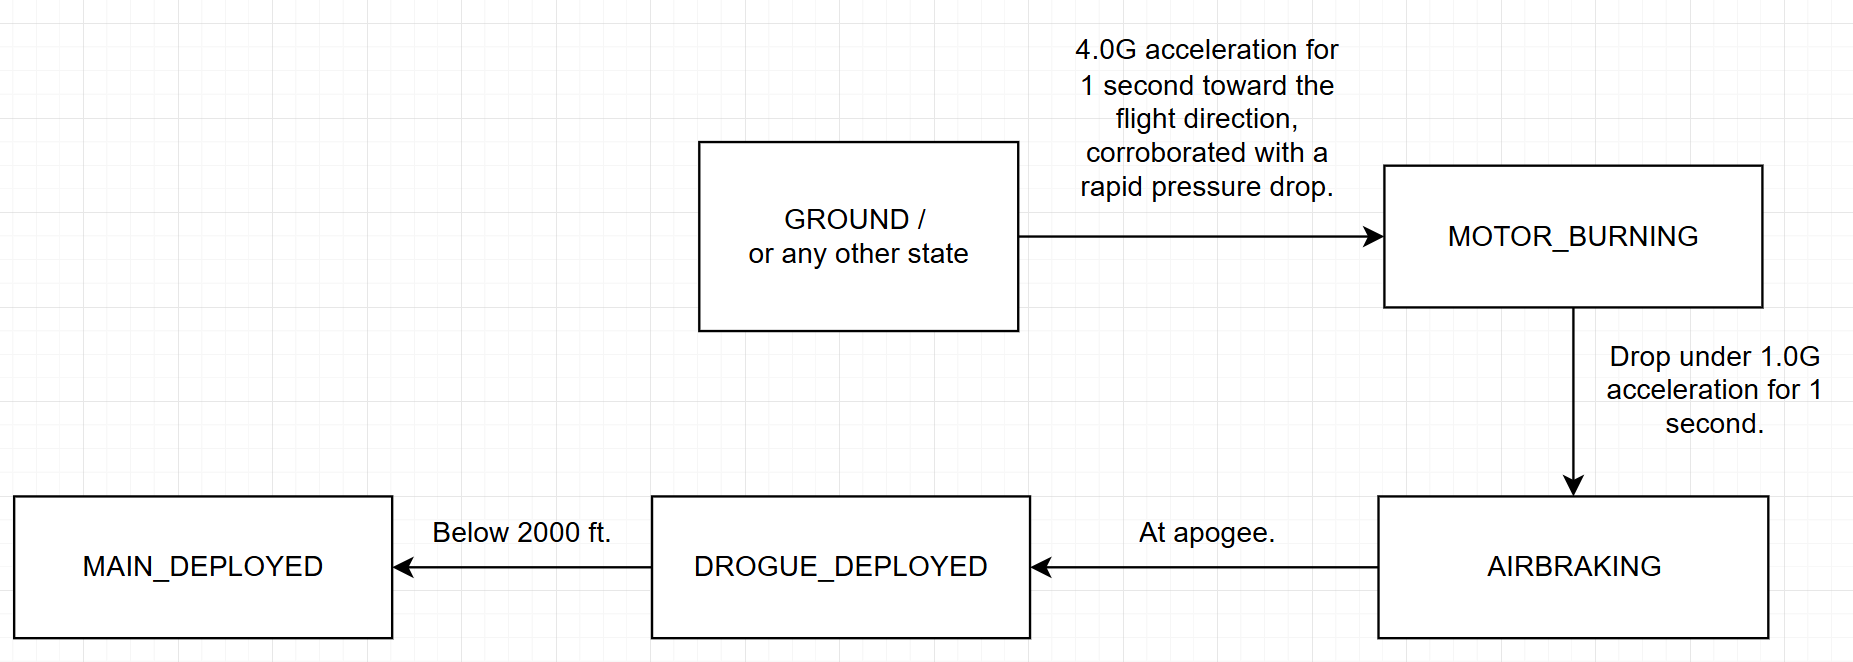 4.0G acceleration for
1 second toward the
flight direction,
corroborated with a
rapid pressure drop.
GROUND /
or any other state
MOTOR_BURNING
Drop under 1.0G
acceleration for 1
second.
MAIN_DEPLOYED
Below 2000 ft.
DROGUE_DEPLOYED
At apogee.
AIRBRAKING